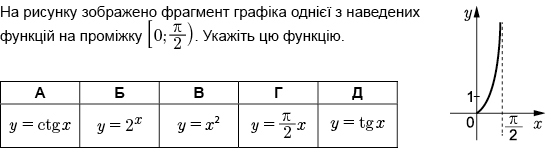 На рисунку зображено фрагмент графіка однієї з наведених
функцій на проміжку [0; π/2). Укажіть цю функцію.
А Б В Г Д
y = ctg x y = 2^x y = x² y = π/2 x y = tg x
y
1
0 π/2 x